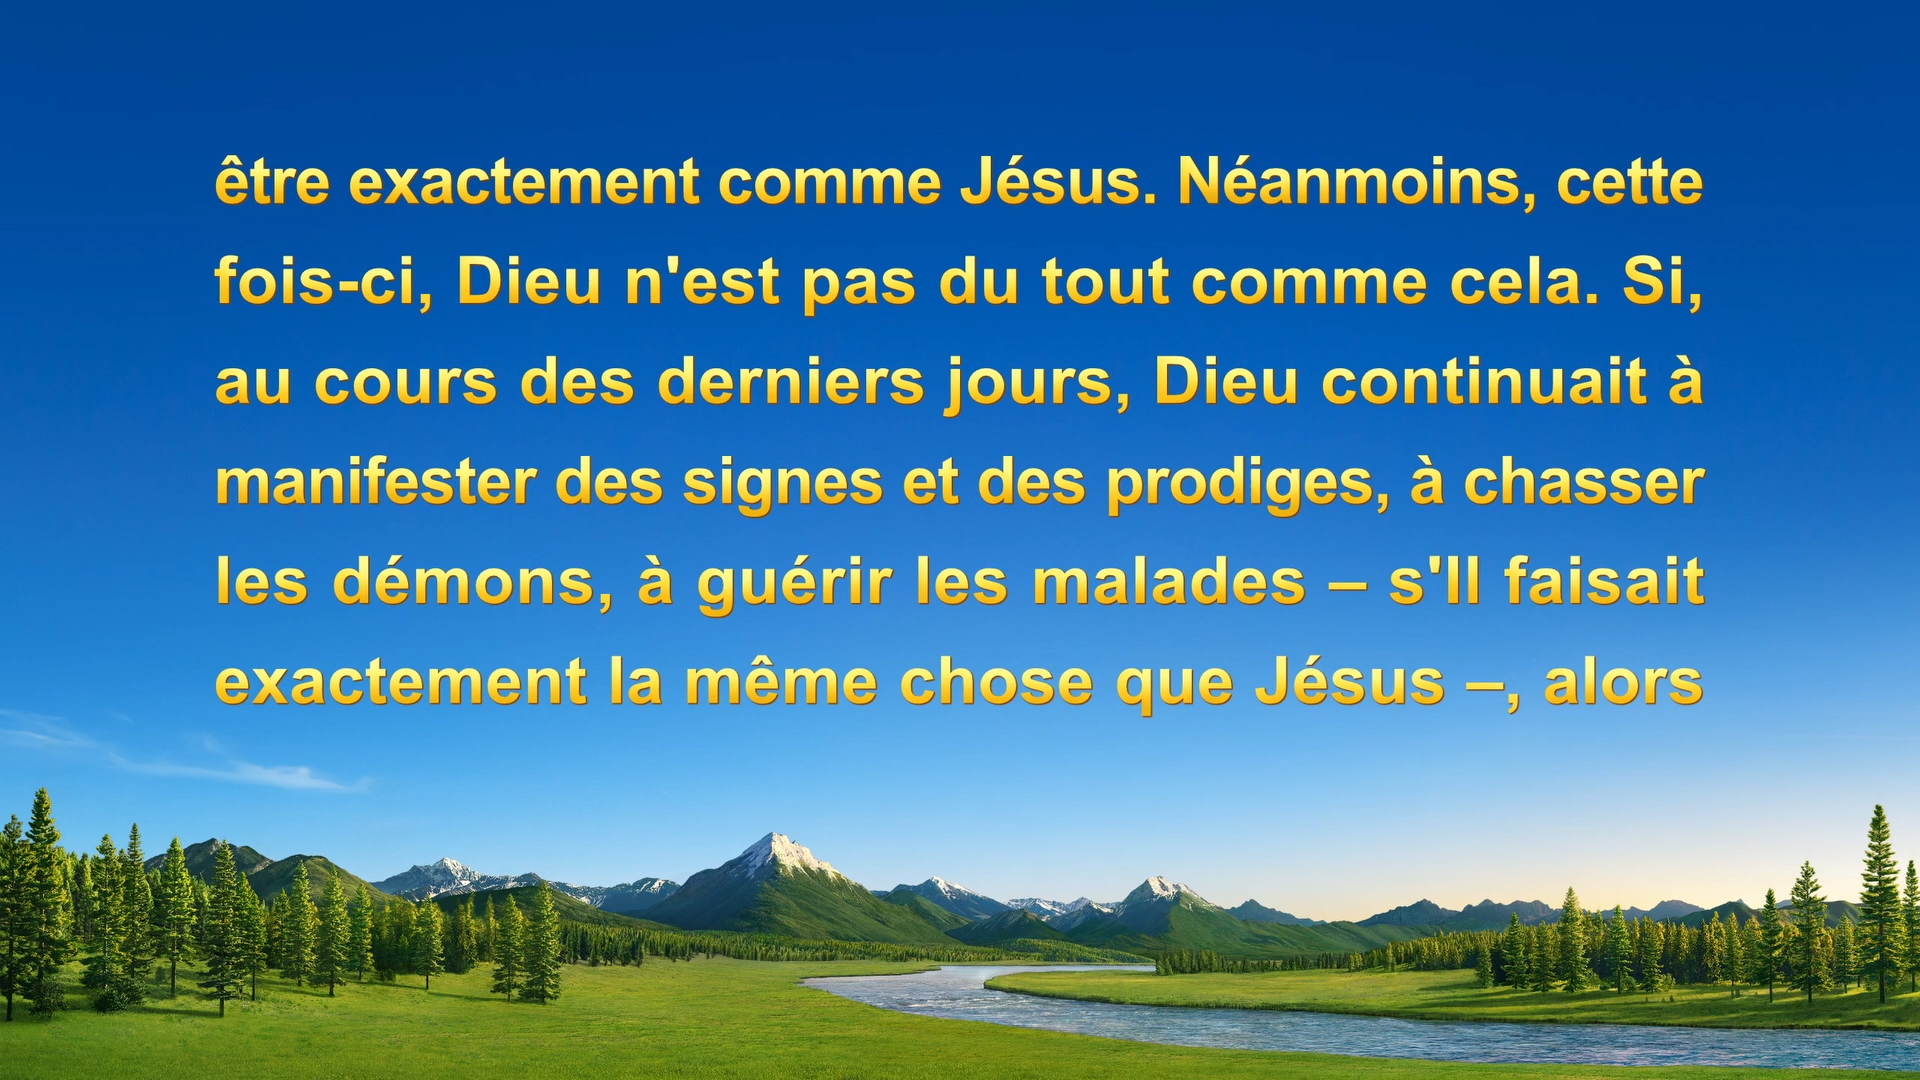 être exactement comme Jésus. Néanmoins, cette
fois-ci, Dieu n'est pas du tout comme cela. Si,
au cours des derniers jours, Dieu continuait à
manifester des signes et des prodiges, à chasser
les démons, à guérir les malades – s'Il faisait
exactement la même chose que Jésus –, alors